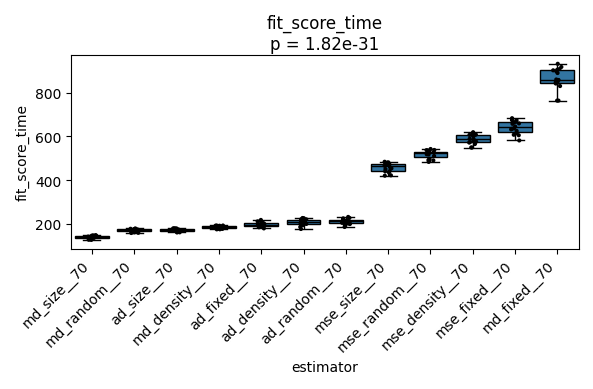 fit_score_time
p = 1.82e-31
fit_score_time
800
600
400
200
md_size__70
md_random__70
ad_size__70
md_density__70
ad_fixed__70
ad_density__70
ad_random__70
mse_size__70
mse_random__70
mse_density__70
mse_fixed__70
md_fixed__70
estimator